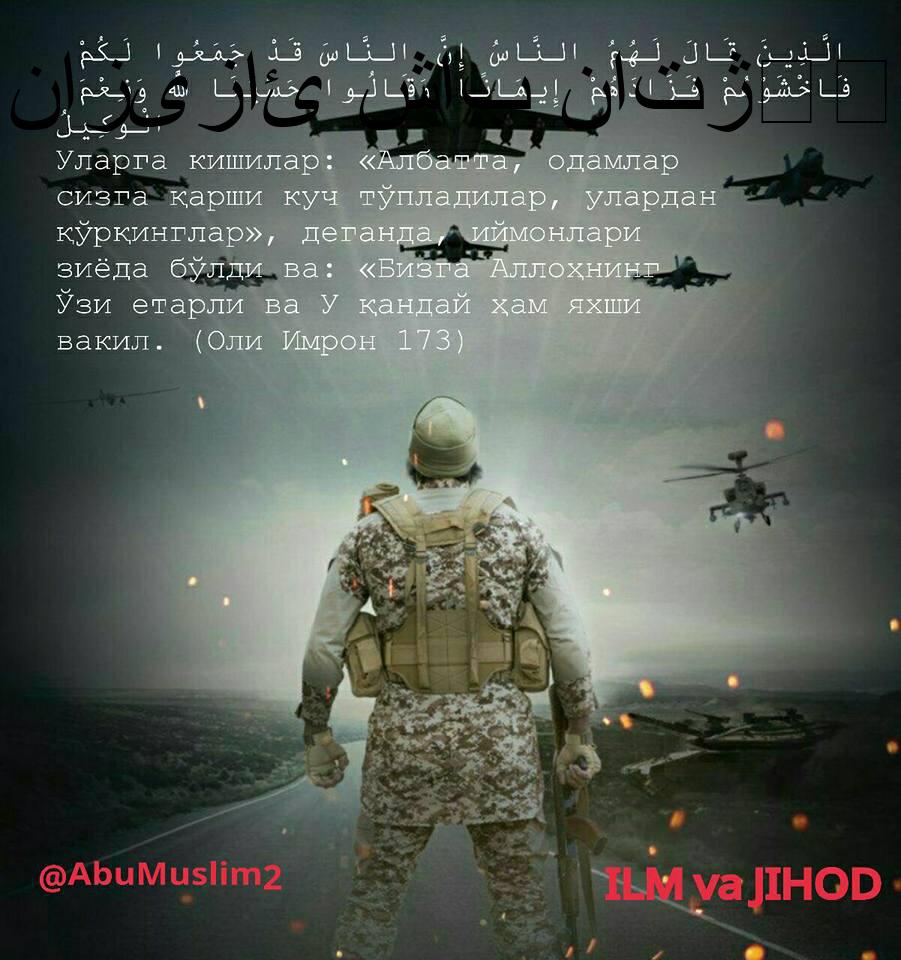 الَّذِينَ قَالَ لَهُمُ النَّاسُ إِنَّ النَّاسَ قَدْ جَمَعُوا لَكُمْ
فَاخْشَوْهُمْ فَزَادَهُمْ إِيمَانًا وَقَالُوا حَسْبُنَا اللَّهُ وَنِعْمَ
الْوَكِيلُ
Уларга кишилар: «Албатта, одамлар
сизга қарши куч тўпладилар, улардан
қўрқинглар», деганда, иймонлари
зиёда бўлди ва: «Бизга Аллоҳнинг
Ўзи етарли ва У қандай ҳам яхши
вакил. (Оли Имрон 173)
@AbuMuslim2
ILM va JIHOD